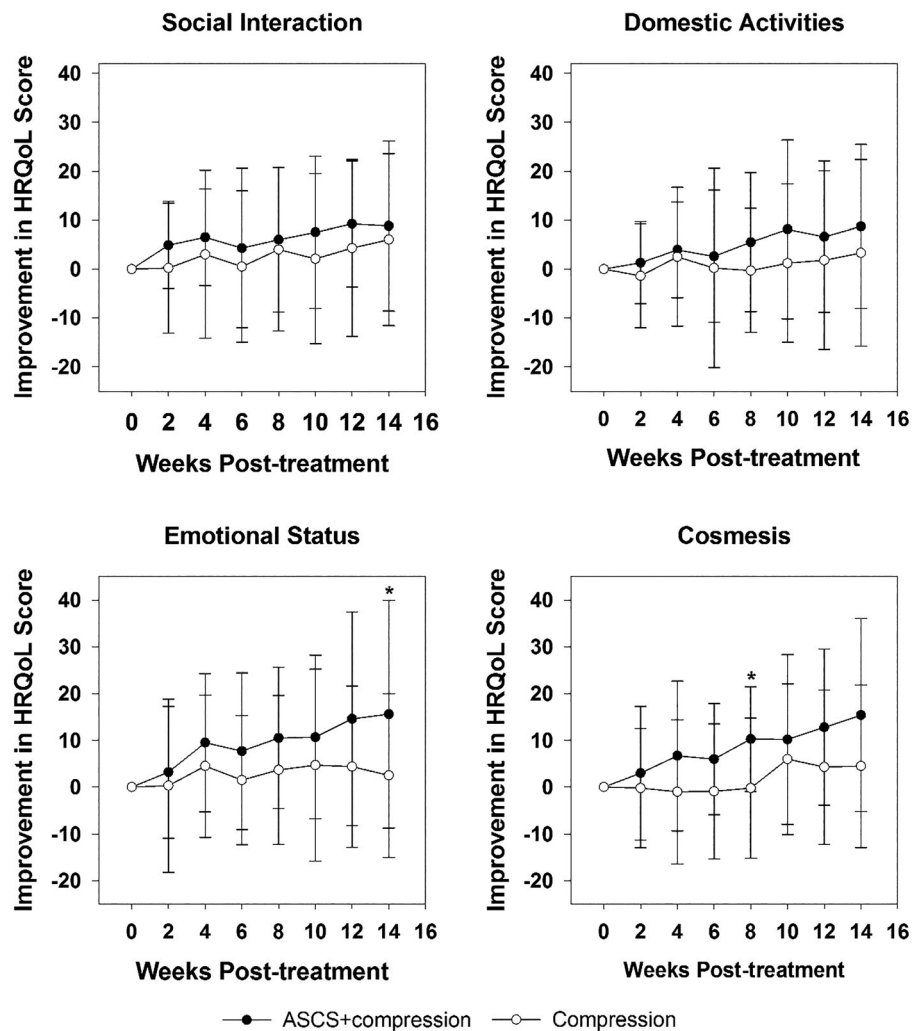 Social Interaction
Improvement in HRQoL Score
40
30
20
10
0
-10
-20
0 2 4 6 8 10 12 14 16
Weeks Post-treatment
Domestic Activities
Improvement in HRQoL Score
40
30
20
10
0
-10
-20
0 2 4 6 8 10 12 14 16
Weeks Post-treatment
Emotional Status
Improvement in HRQoL Score
40
30
20
10
0
-10
-20
*
0 2 4 6 8 10 12 14 16
Weeks Post-treatment
Cosmesis
Improvement in HRQoL Score
40
30
20
10
0
-10
-20
*
0 2 4 6 8 10 12 14 16
Weeks Post-treatment
ASCS+compression Compression